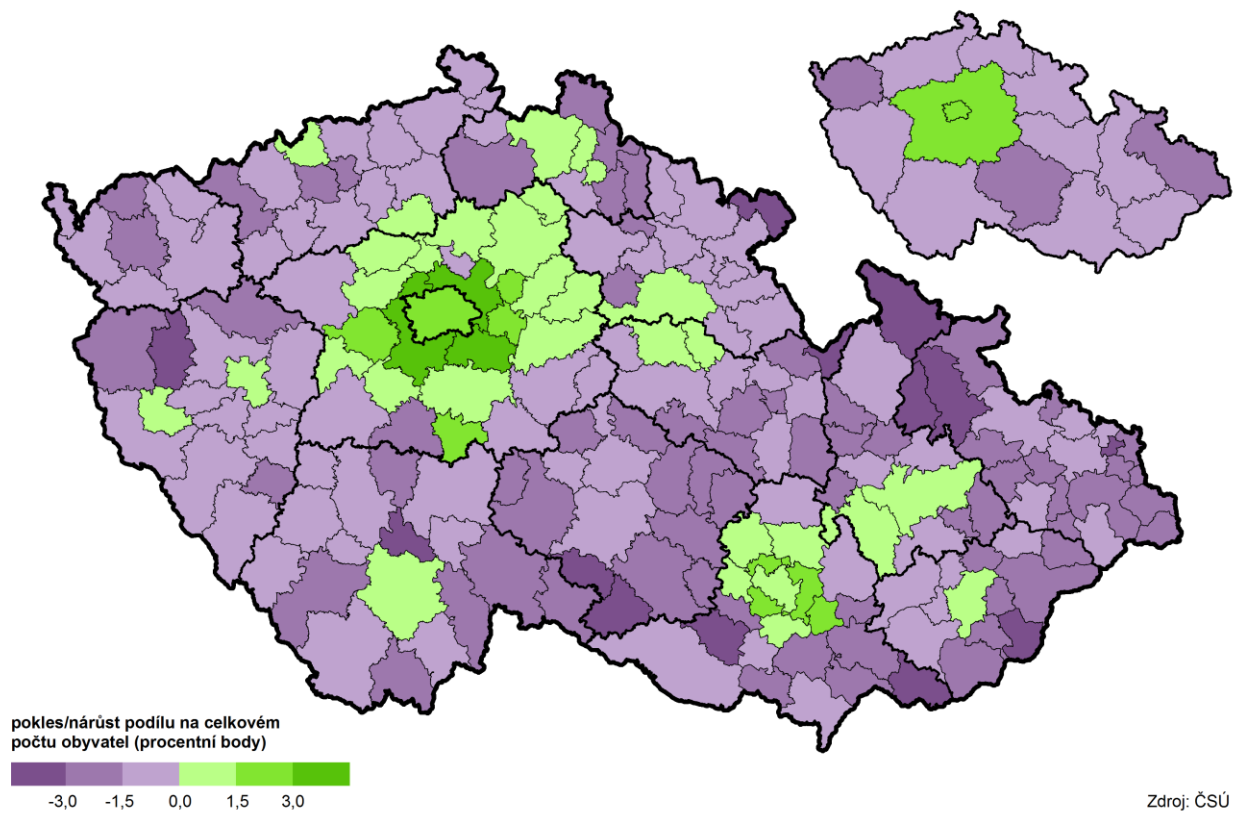 pokles/nárůst podílu na celkovém
počtu obyvatel (procentní body)
-3,0 -1,5 0,0 1,5 3,0
Zdroj: ČSÚ